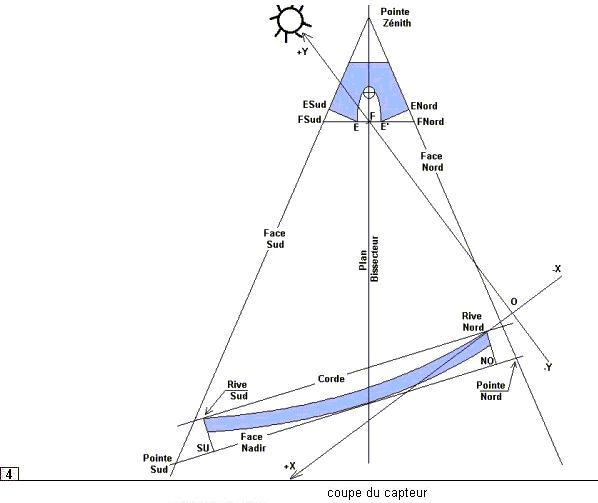 Pointe
Zénith
+Y
ESud
ENord
FSud
F
FNord
E
E'
Face
Nord
Face
Sud
Plan
Bissecteur
-X
O
Rive
Nord
NO
-Y
Corde
Rive
Sud
Pointe
Nord
SU
Face
Nadir
Pointe
Sud
+X
4
coupe du capteur